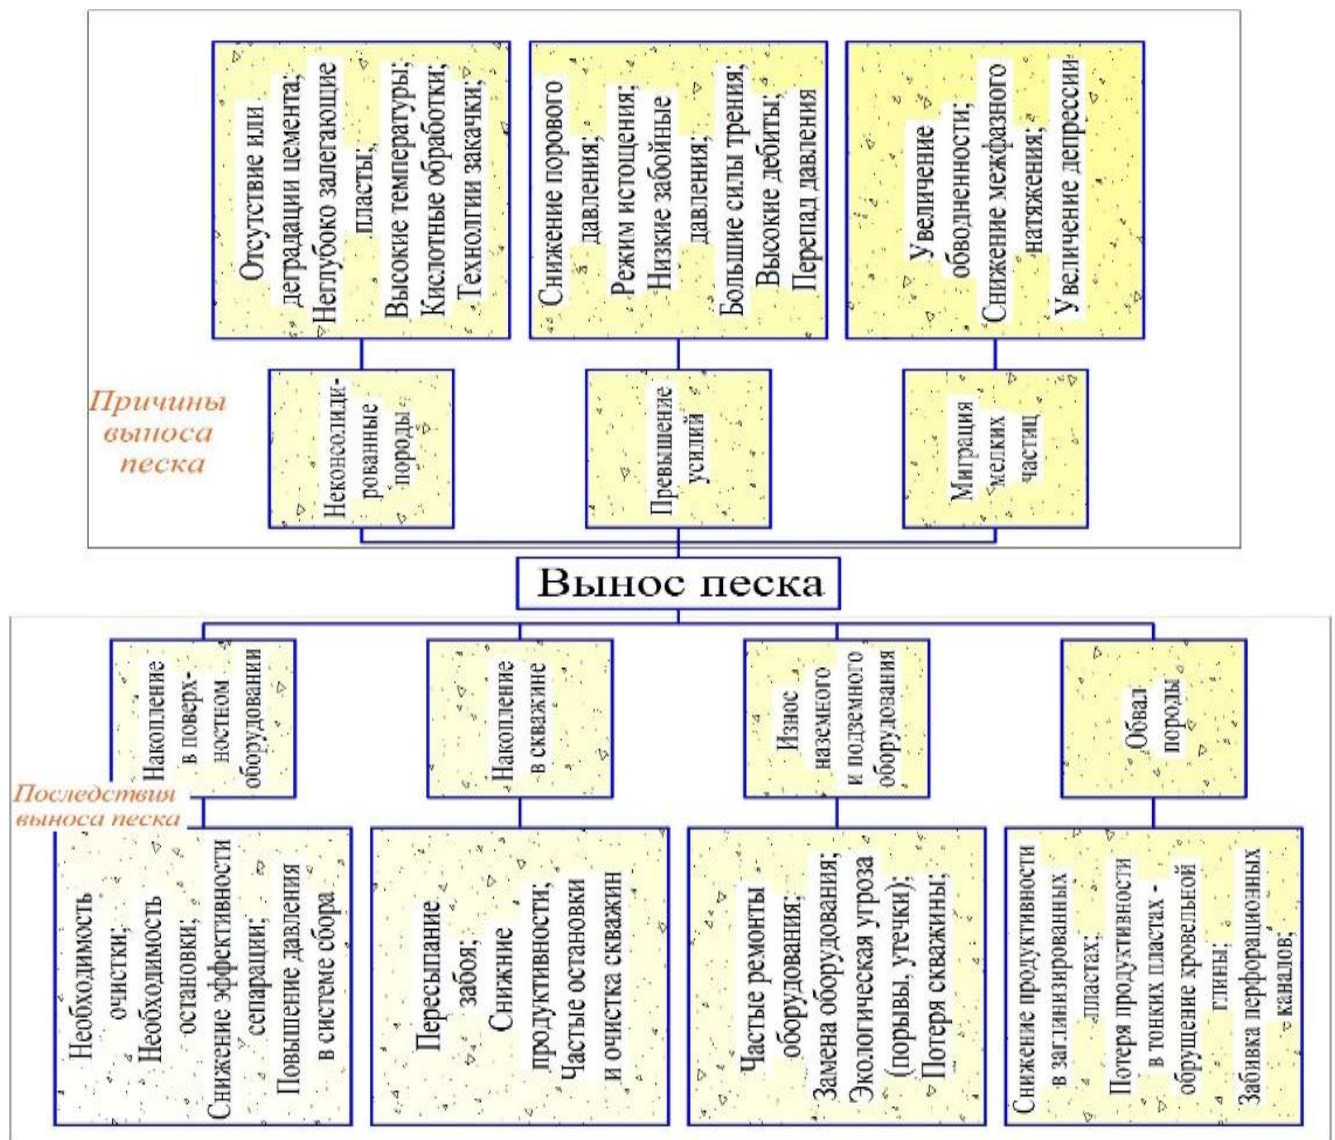 Отсутствие или
деградации цемента;
Неглубоко залегающие
пласты;
Высокие температуры;
Кислотные обработки;
Технолгии закачки;
Снижение порового
давления;
Режим истощения;
Низкие забойные
давления;
Большие силы трения;
Высокие дебиты;
Перепад давления
Увеличение
обводненности;
Снижение межфазного
натяжения;
Увеличение депрессии
Причины
выноса
песка
Неконсолиди-
рованные
породы
Превышение
усилий
Миграция
мелких
частиц
Вынос песка
Накопление
в поверх-
ностном
оборудовании
Накопление
в скважине
Износ
наземного
и подземного
оборудования
Обвал
породы
Последствия
выноса песка
Необходимость
очистки;
Необходимость
остановки;
Снижение эффективности
сепарации;
Повышение давления
в системе сбора
Пересыпание
забоя;
Снижние
продуктивности;
Частые остановки
и очистка скважин
Частые ремонты
оборудования;
Замена оборудования;
Экологическая угроза
(порывы, утечки);
Потеря скважины;
Снижение продуктивности
в заглинизированных
пластах;
Потеря продуктивности
в тонких пластах -
обрушение кровельной
глины;
Забивка перфорационных
каналов;